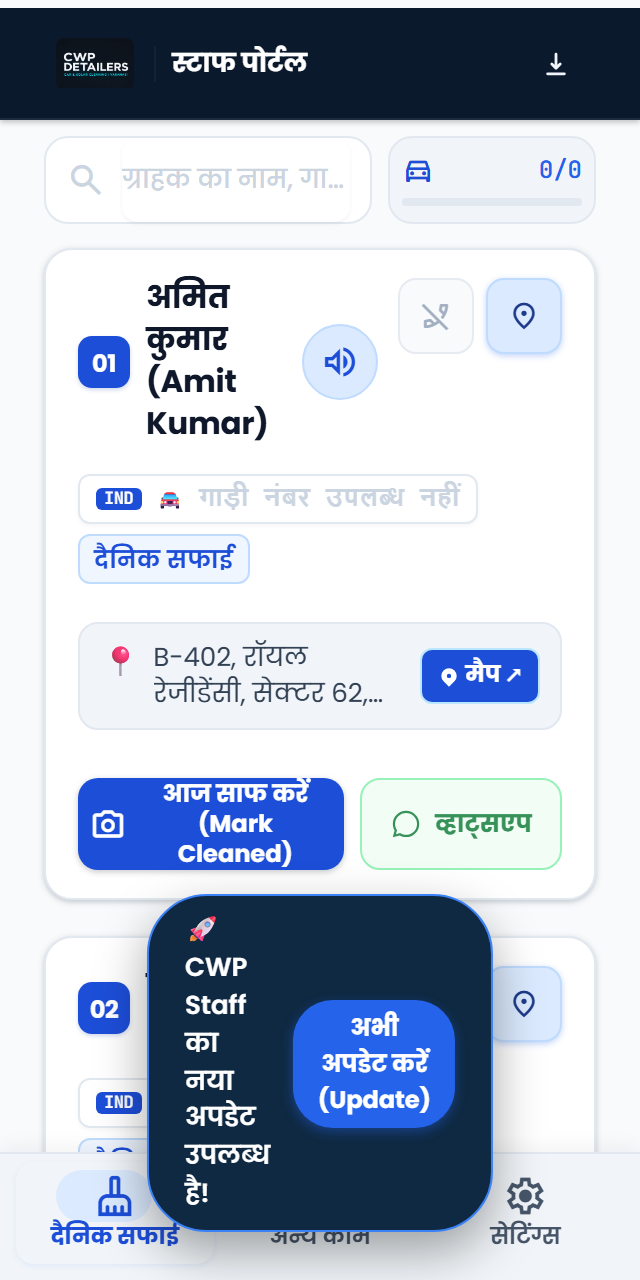 CWP
DETAILERS
स्टाफ पोर्टल
ग्राहक का नाम, गा...
0/0
01
अमित
कुमार
(Amit
Kumar)
IND गाड़ी नंबर उपलब्ध नहीं
दैनिक सफाई
B-402, रॉयल
रेजीडेंसी, सेक्टर 62,...
मैप ↗
आज साफ करें
(Mark
Cleaned)
व्हाट्सएप
02
IND
🚀
CWP
Staff
का
नया
अपडेट
उपलब्ध
है!
अभी
अपडेट करें
(Update)
दैनिक सफाई
अन्य काम
सेटिंग्स